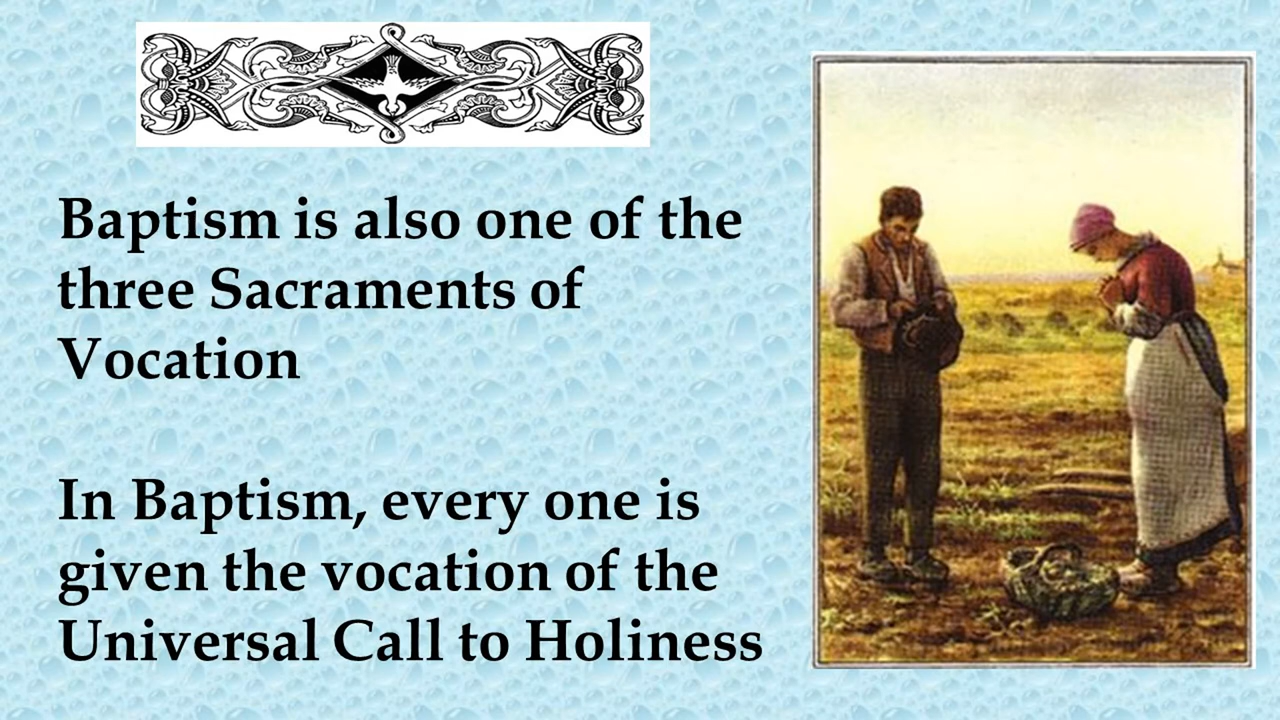 Baptism is also one of the
three Sacraments of
Vocation
In Baptism, every one is
given the vocation of the
Universal Call to Holiness